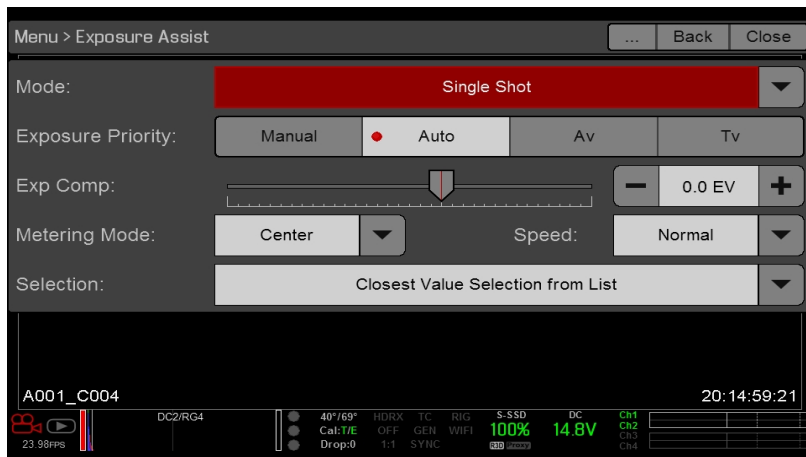 Menu > Exposure Assist ... Back Close
Mode: Single Shot
Exposure Priority: Manual Auto Av Tv
Exp Comp: 0.0 EV
Metering Mode: Center Speed: Normal
Selection: Closest Value Selection from List
A001_C004 20:14:59:21
DC2/RG4 40°/69° HDRX TC RIG S-SSD DC Ch1
Cal:T/E OFF GEN WIFI 100% 14.8V Ch2
23.98FPS Drop:0 1:1 SYNC R3D Proxy Ch3
Ch4